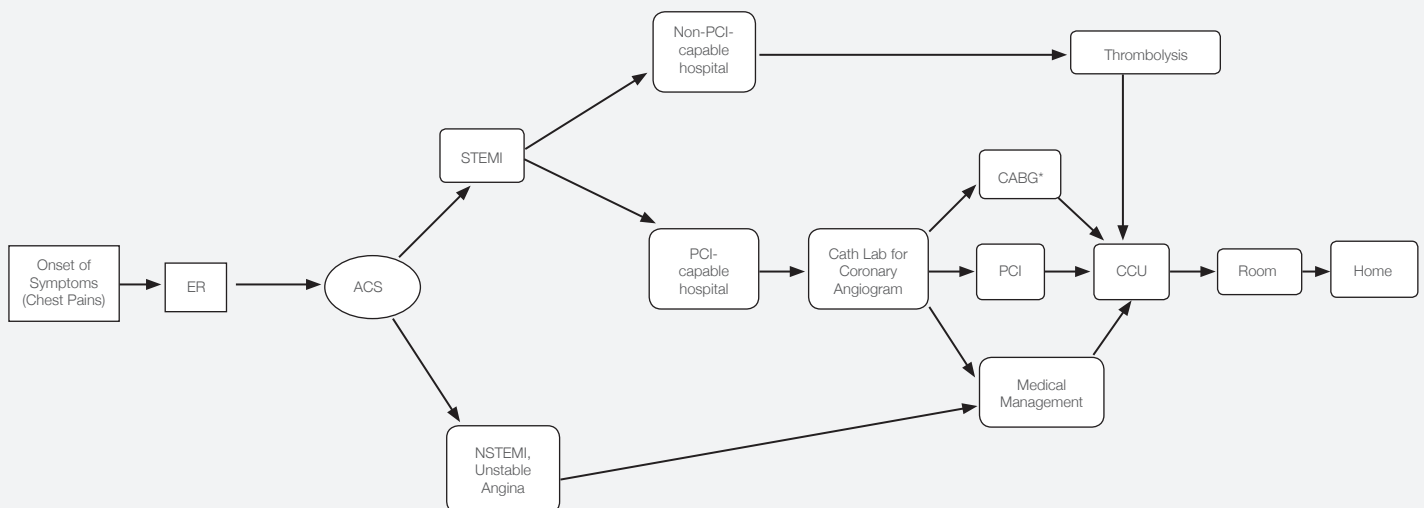 Non-PCI-
capable
hospital
Thrombolysis
STEMI
CABG*
Onset of
Symptoms
(Chest Pains)
ER
ACS
PCI-
capable
hospital
Cath Lab for
Coronary
Angiogram
PCI
CCU
Room
Home
Medical
Management
NSTEMI,
Unstable
Angina